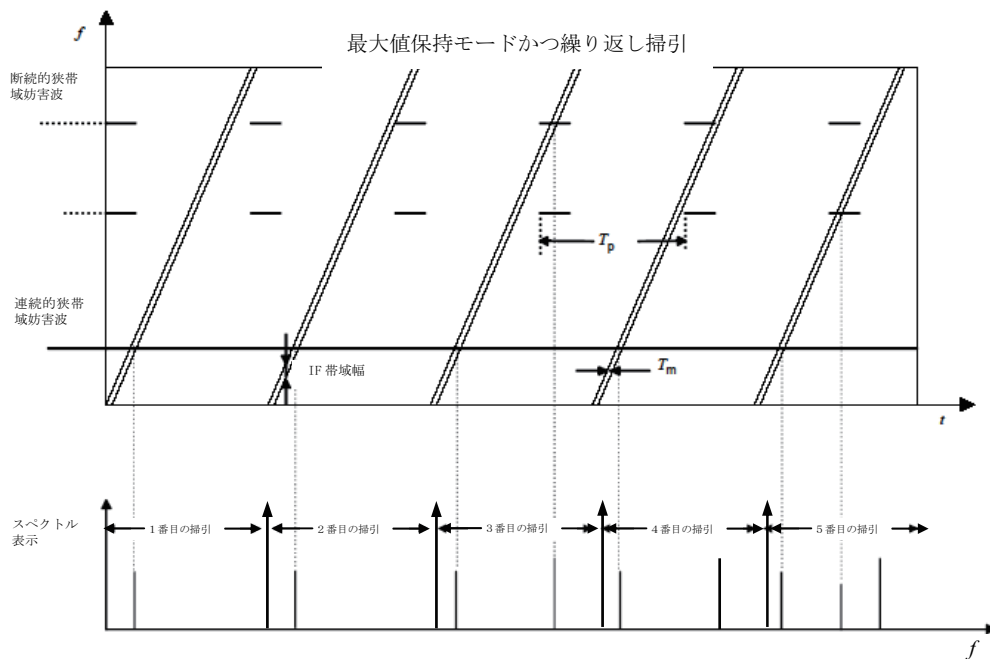 f
最大値保持モードかつ繰り返し掃引
断続的狭帯
域妨害波
Tp
連続的狭帯
域妨害波
IF 帯域幅
Tm
t
スペクトル
表示
1番目の掃引
2番目の掃引
3番目の掃引
4番目の掃引
5番目の掃引
f